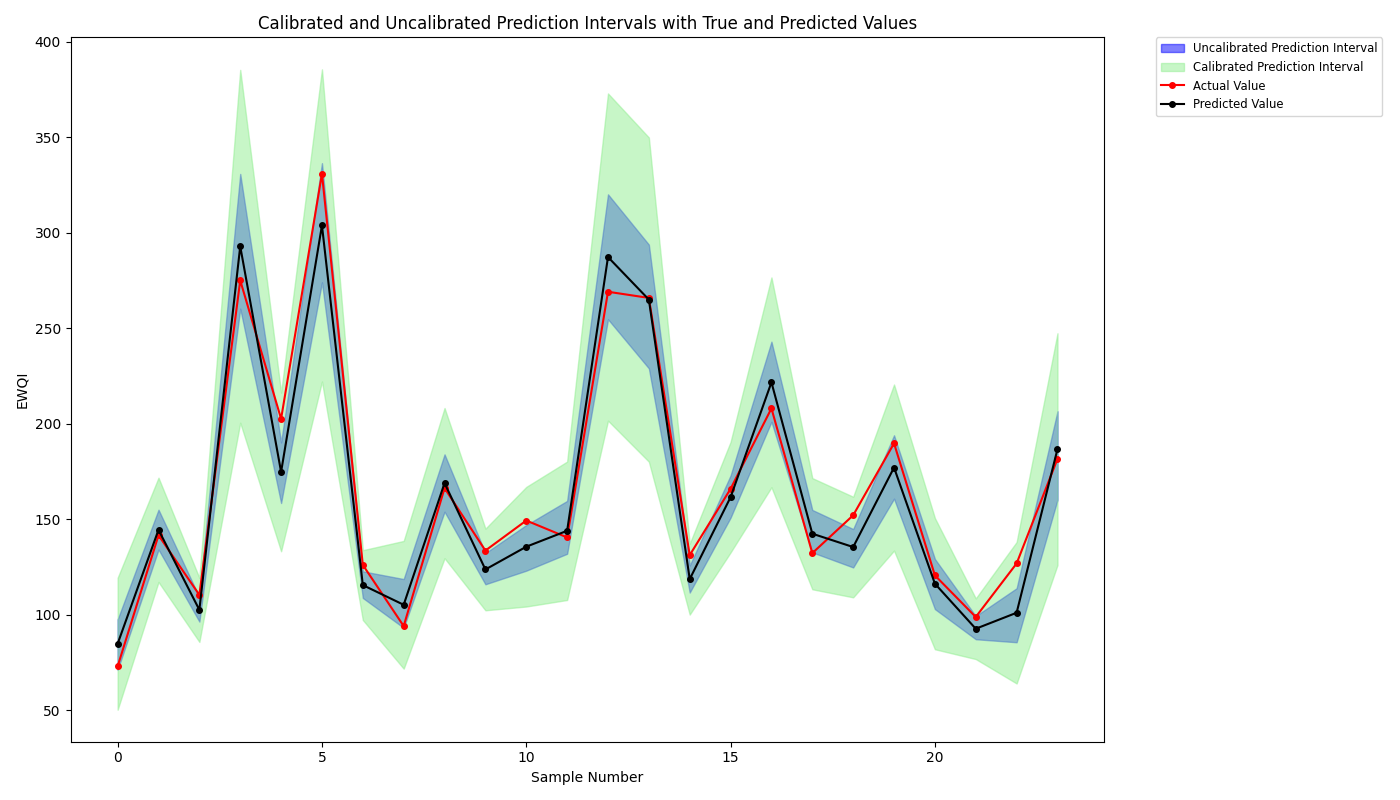 Calibrated and Uncalibrated Prediction Intervals with True and Predicted Values
Uncalibrated Prediction Interval
Calibrated Prediction Interval
Actual Value
Predicted Value
400
350
300
250
200
150
100
50
EWQI
0 5 10 15 20
Sample Number